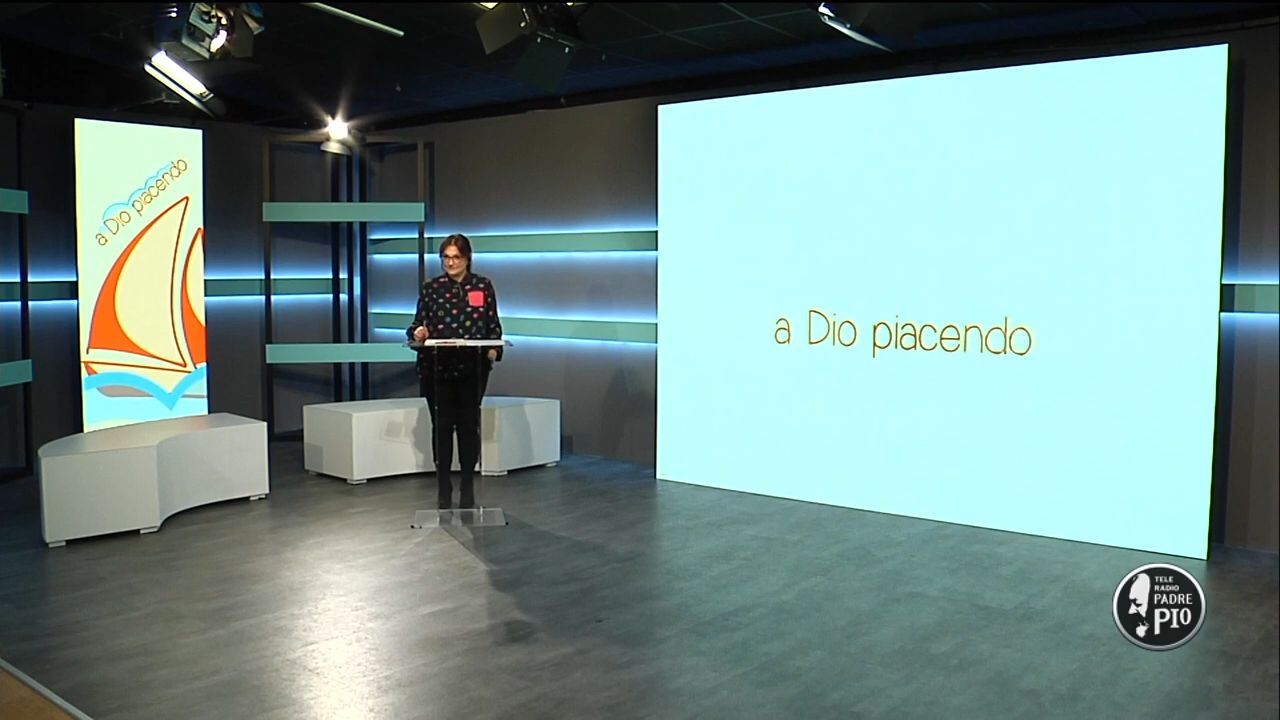 a Dio piacendo
a Dio piacendo
TELE
RADIO
PADRE
PIO